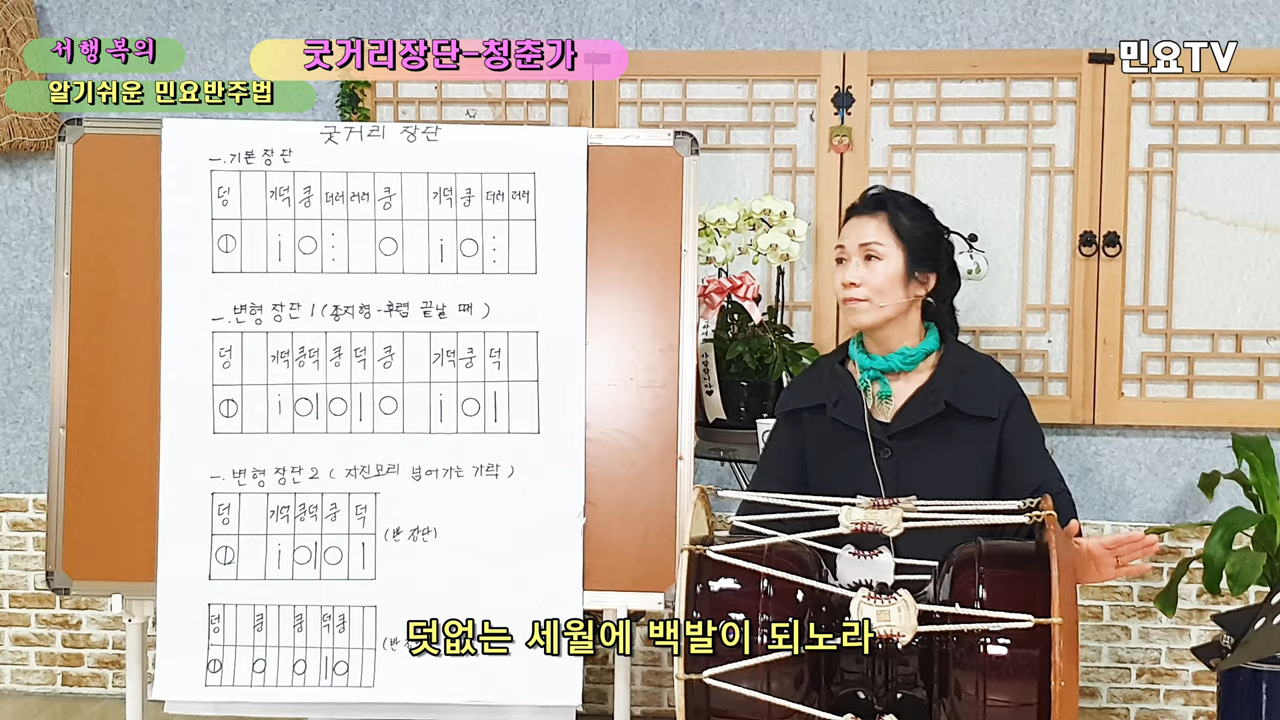 서행복의
굿거리장단-청춘가
민요TV
알기쉬운 민요반주법
굿거리 장단
一. 기본장단
덩 기덕 쿵 더러 러러 쿵 기덕 쿵 더러 러러
一. 변형 장단 1 (종지형-후렴 끝날 때)
덩 기덕 쿵덕 쿵 덕 쿵 기덕 쿵 덕
一. 변형 장단 2 ( 자진모리 넘어가는 가락 )
덩 기덕 쿵덕 쿵 덕
(반 장단)
덩 쿵 쿵 덕쿵
(반
덧없는 세월에 백발이 되노라